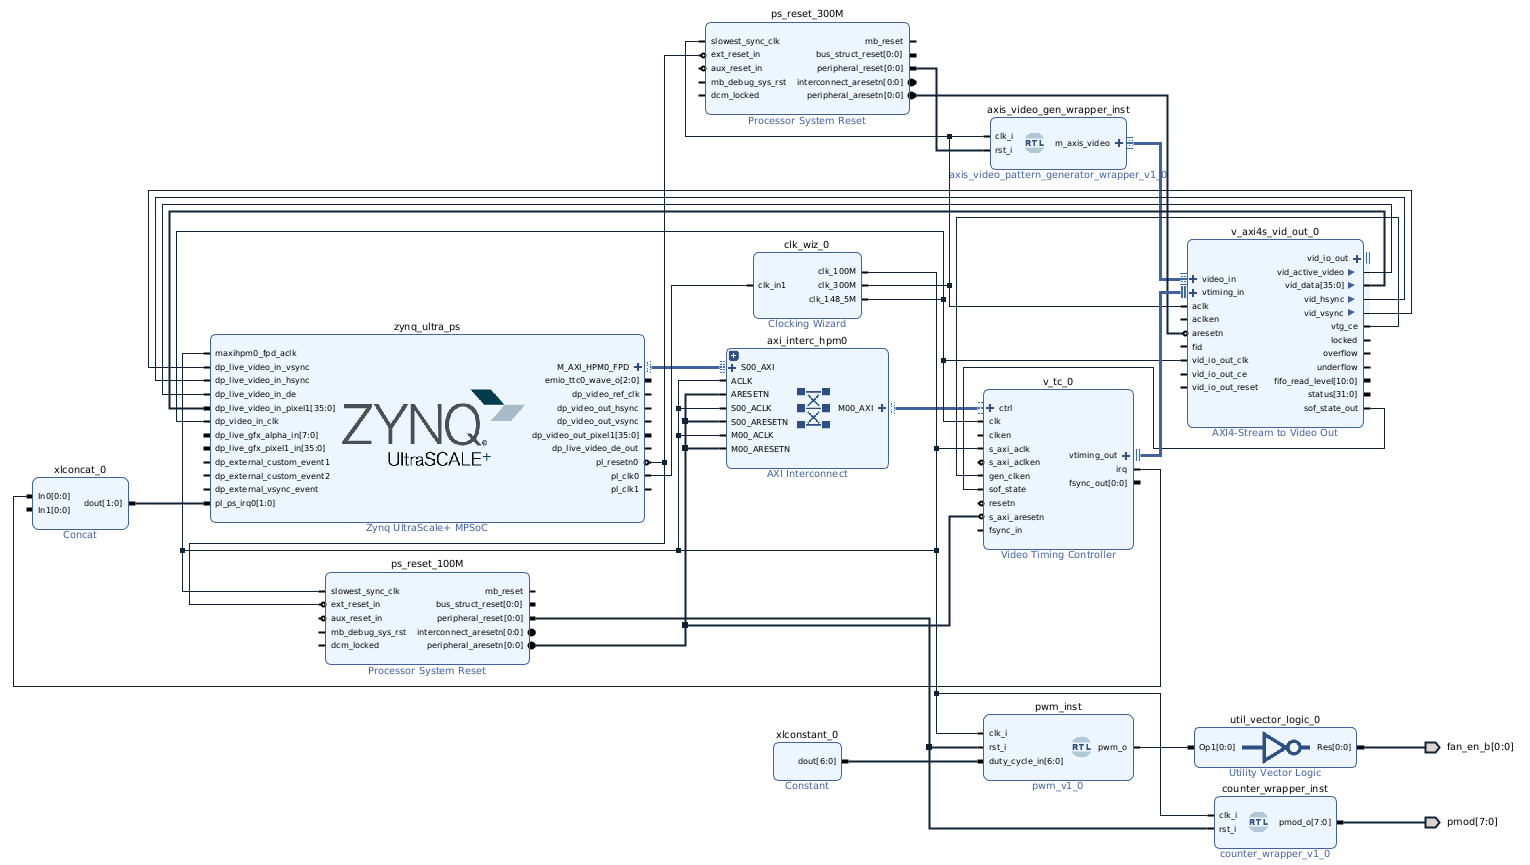 ps_reset_300M
slowest_sync_clk
ext_reset_in
aux_reset_in
mb_debug_sys_rst
dcm_locked
mb_reset
bus_struct_reset[0:0]
peripheral_reset[0:0]
interconnect_aresetn[0:0]
peripheral_aresetn[0:0]
Processor System Reset
axis_video_gen_wrapper_inst
clk_i
rst_i
RTL
m_axis_video
axis_video_pattern_generator_wrapper_v1_0
clk_wiz_0
clk_in1
clk_100M
clk_300M
clk_148_5M
Clocking Wizard
v_axi4s_vid_out_0
video_in
vtiming_in
aclk
aclken
aresetn
fid
vid_io_out_clk
vid_io_out_ce
vid_io_out_reset
vid_io_out
vid_active_video
vid_data[35:0]
vid_hsync
vid_vsync
vtg_ce
locked
overflow
underflow
fifo_read_level[10:0]
status[31:0]
sof_state_out
AXI4-Stream to Video Out
zynq_ultra_ps
maxihpm0_fpd_aclk
dp_live_video_in_vsync
dp_live_video_in_hsync
dp_live_video_in_de
dp_live_video_in_pixel1[35:0]
dp_video_in_clk
dp_live_gfx_alpha_in[7:0]
dp_live_gfx_pixel1_in[35:0]
dp_external_custom_event1
dp_external_custom_event2
dp_external_vsync_event
pl_ps_irq0[1:0]
ZYNQ
UltraSCALE+
M_AXI_HPM0_FPD
emio_ttc0_wave_o[2:0]
dp_video_ref_clk
dp_video_out_hsync
dp_video_out_vsync
dp_video_out_pixel1[35:0]
dp_live_video_de_out
pl_resetn0
pl_clk0
pl_clk1
Zynq UltraScale+ MPSoC
axi_interc_hpm0
S00_AXI
ACLK
ARESETN
S00_ACLK
S00_ARESETN
M00_ACLK
M00_ARESETN
M00_AXI
AXI Interconnect
v_tc_0
ctrl
clk
clken
s_axi_aclk
s_axi_aclken
gen_clken
sof_state
resetn
s_axi_aresetn
fsync_in
vtiming_out
irq
fsync_out[0:0]
Video Timing Controller
xlconcat_0
In0[0:0]
In1[0:0]
dout[1:0]
Concat
ps_reset_100M
slowest_sync_clk
ext_reset_in
aux_reset_in
mb_debug_sys_rst
dcm_locked
mb_reset
bus_struct_reset[0:0]
peripheral_reset[0:0]
interconnect_aresetn[0:0]
peripheral_aresetn[0:0]
Processor System Reset
xlconstant_0
dout[6:0]
Constant
pwm_inst
clk_i
rst_i
duty_cycle_in[6:0]
RTL
pwm_o
pwm_v1_0
util_vector_logic_0
Op1[0:0]
Res[0:0]
Utility Vector Logic
fan_en_b[0:0]
counter_wrapper_inst
clk_i
rst_i
RTL
pmod_o[7:0]
counter_wrapper_v1_0
pmod[7:0]